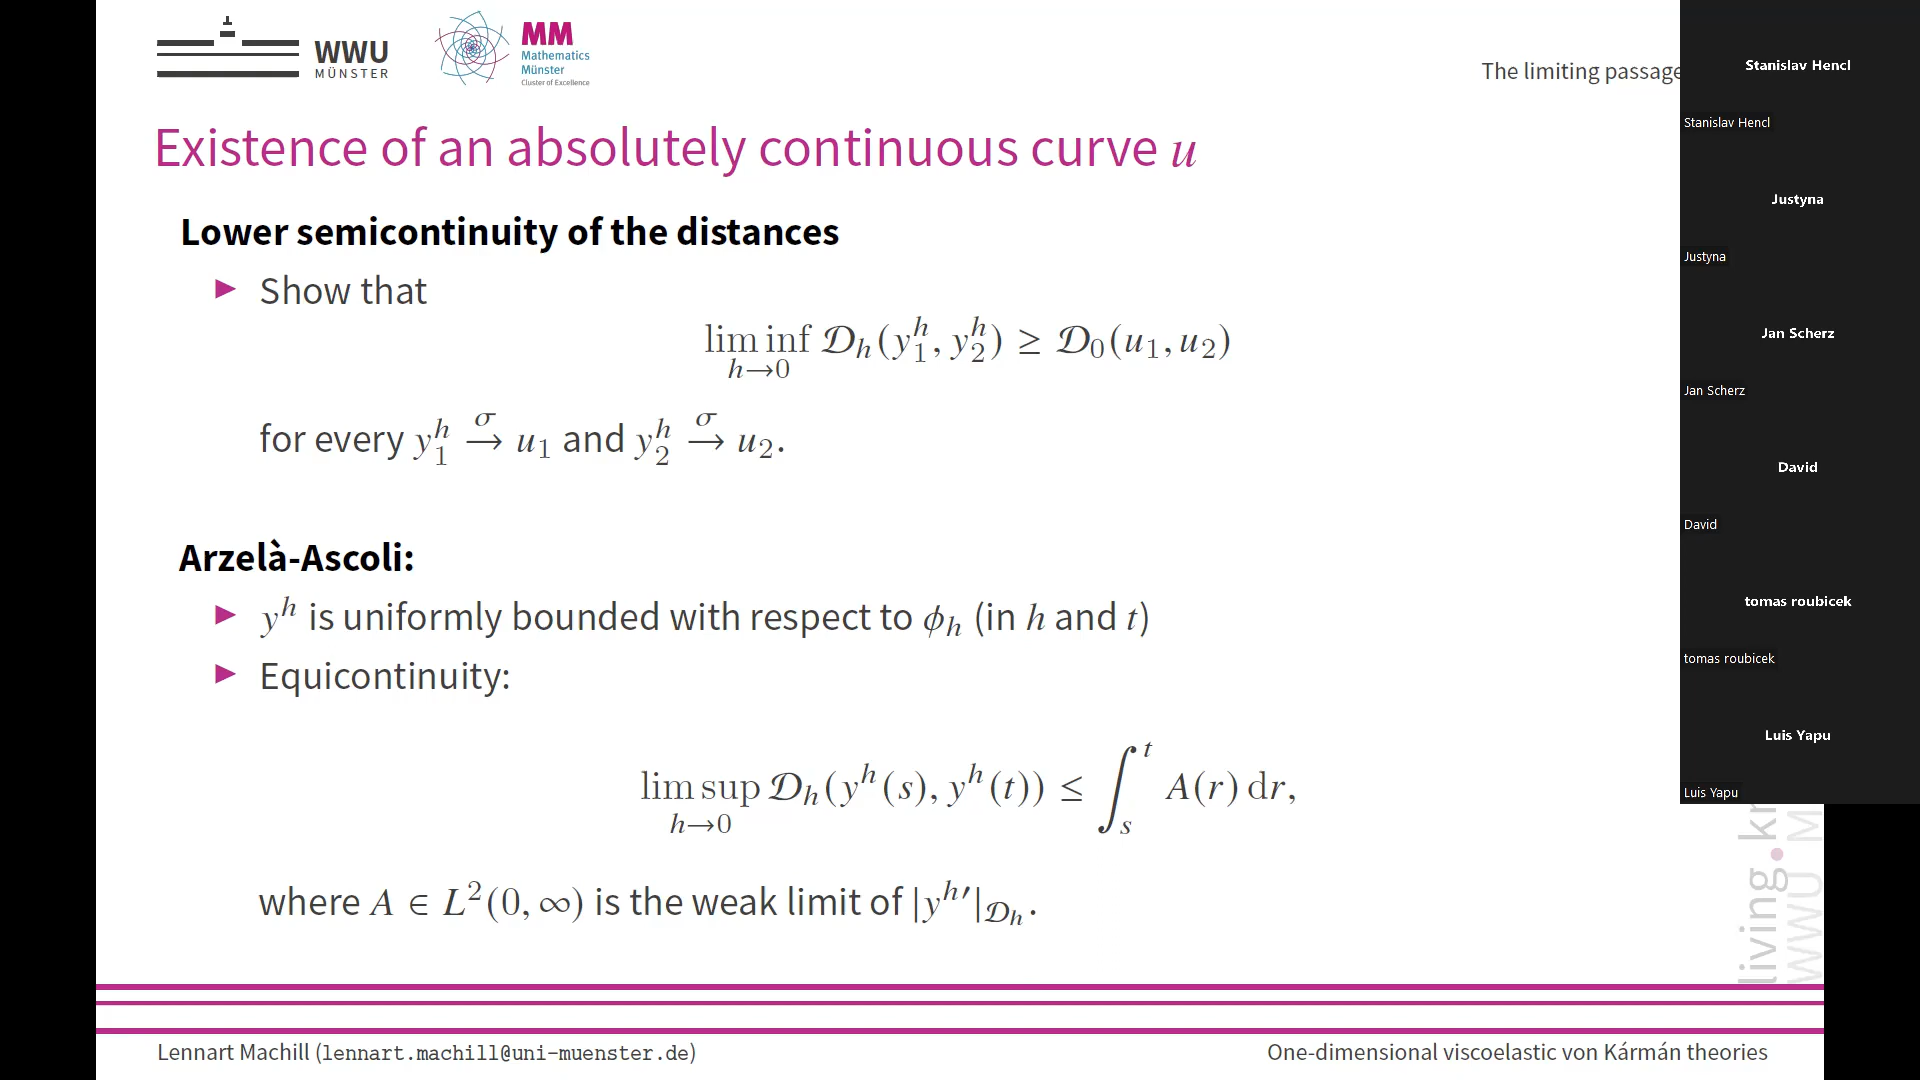 WWU
MÜNSTER
MM
Mathematics
Münster
Cluster of Excellence
The limiting passage
Existence of an absolutely continuous curve u
Lower semicontinuity of the distances
▶ Show that
lim inf_{h→0} 𝒟_h(y_1^h, y_2^h) ≥ 𝒟_0(u_1, u_2)
for every y_1^h →^σ u_1 and y_2^h →^σ u_2.
Arzelà-Ascoli:
▶ y^h is uniformly bounded with respect to ϕ_h (in h and t)
▶ Equicontinuity:
lim sup_{h→0} 𝒟_h(y^h(s), y^h(t)) ≤ ∫_s^t A(r) dr,
where A ∈ L^2(0, ∞) is the weak limit of |y^h′|_{𝒟_h}.
Lennart Machill (lennart.machill@uni-muenster.de)
One-dimensional viscoelastic von Kármán theories
Stanislav Hencl
Stanislav Hencl
Justyna
Justyna
Jan Scherz
Jan Scherz
David
David
tomas roubicek
tomas roubicek
Luis Yapu
Luis Yapu
living
WWU M